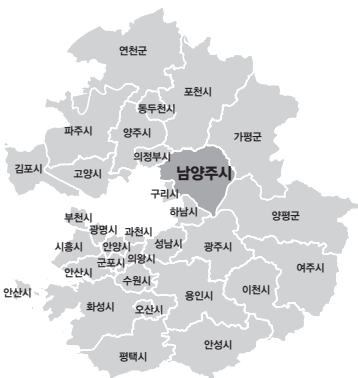 연천군
포천시
동두천시
파주시
양주시
가평군
의정부시
김포시
고양시
남양주시
구리시
하남시
양평군
부천시
광명시
과천시
시흥시
안양시
성남시
광주시
군포시
의왕시
여주시
안산시
수원시
안산시
용인시
이천시
화성시
오산시
안성시
평택시